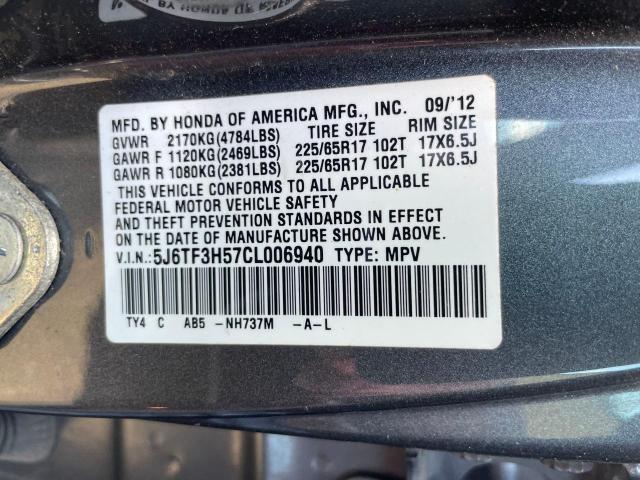 MFD. BY HONDA OF AMERICA MFG., INC. 09/'12
GVWR 2170KG(4784LBS) TIRE SIZE RIM SIZE
GAWR F 1120KG(2469LBS) 225/65R17 102T 17X6.5J
GAWR R 1080KG(2381LBS) 225/65R17 102T 17X6.5J
THIS VEHICLE CONFORMS TO ALL APPLICABLE
FEDERAL MOTOR VEHICLE SAFETY
AND THEFT PREVENTION STANDARDS IN EFFECT
ON THE DATE OF MANUFACTURE SHOWN ABOVE.
V.I.N.:5J6TF3H57CL006940 TYPE: MPV
TY4 C AB5 -NH737M -A-L